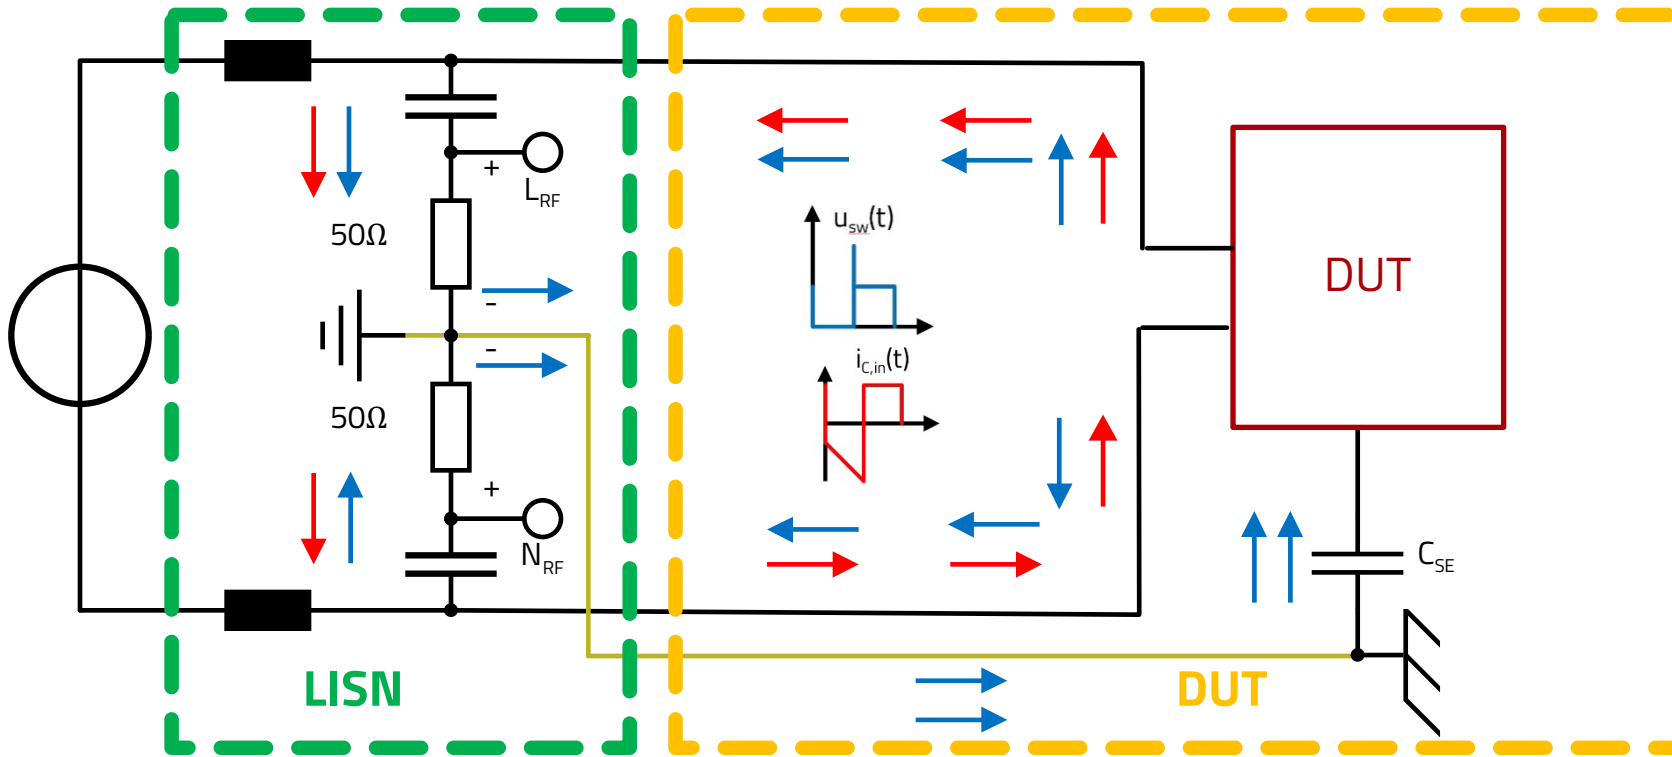 +
L_RF
50Ω
u_sw(t)
DUT
-
-
i_C,in(t)
50Ω
+
N_RF
C_SE
LISN
DUT